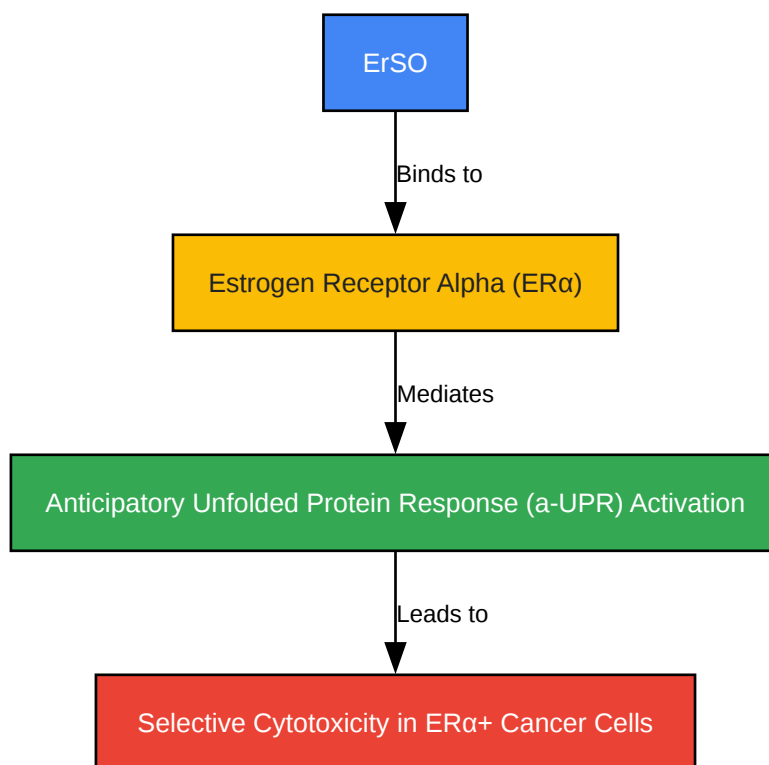 ErSO
Binds to
Estrogen Receptor Alpha (ERα)
Mediates
Anticipatory Unfolded Protein Response (a-UPR) Activation
Leads to
Selective Cytotoxicity in ERα+ Cancer Cells